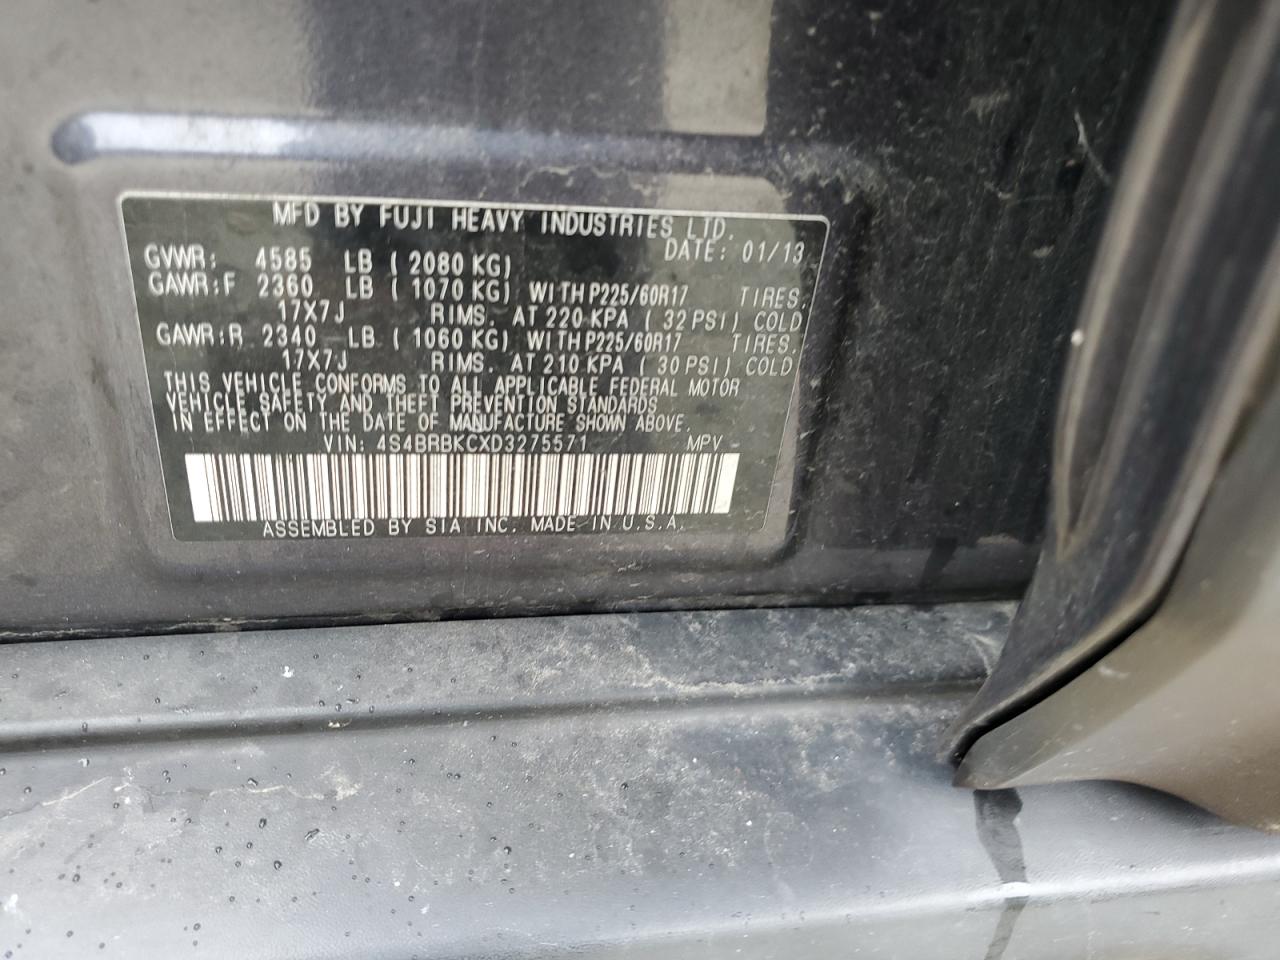 MFD BY FUJI HEAVY INDUSTRIES LTD.
DATE: 01/13
GVWR: 4585 LB ( 2080 KG)
GAWR:F 2360 LB ( 1070 KG) WITH P225/60R17 TIRES,
17X7J RIMS, AT 220 KPA ( 32 PSI) COLD
GAWR:R 2340 LB ( 1060 KG) WITH P225/60R17 TIRES,
17X7J RIMS, AT 210 KPA ( 30 PSI) COLD
THIS VEHICLE CONFORMS TO ALL APPLICABLE FEDERAL MOTOR
VEHICLE SAFETY AND THEFT PREVENTION STANDARDS
IN EFFECT ON THE DATE OF MANUFACTURE SHOWN ABOVE.
VIN: 4S4BRBKCXD3275571 MPV
ASSEMBLED BY SIA INC. MADE IN U.S.A.